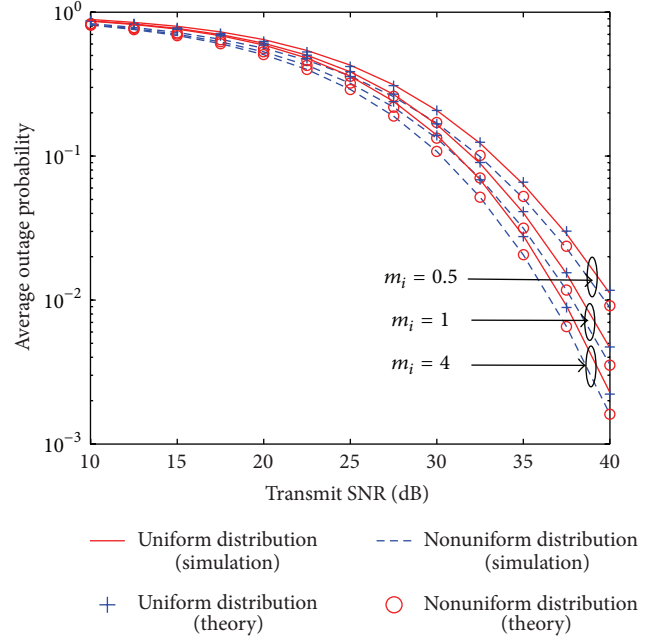 10^0
10^-1
10^-2
10^-3
Average outage probability
m_i = 0.5
m_i = 1
m_i = 4
10 15 20 25 30 35 40
Transmit SNR (dB)
Uniform distribution
(simulation)
Nonuniform distribution
(simulation)
Uniform distribution
(theory)
Nonuniform distribution
(theory)